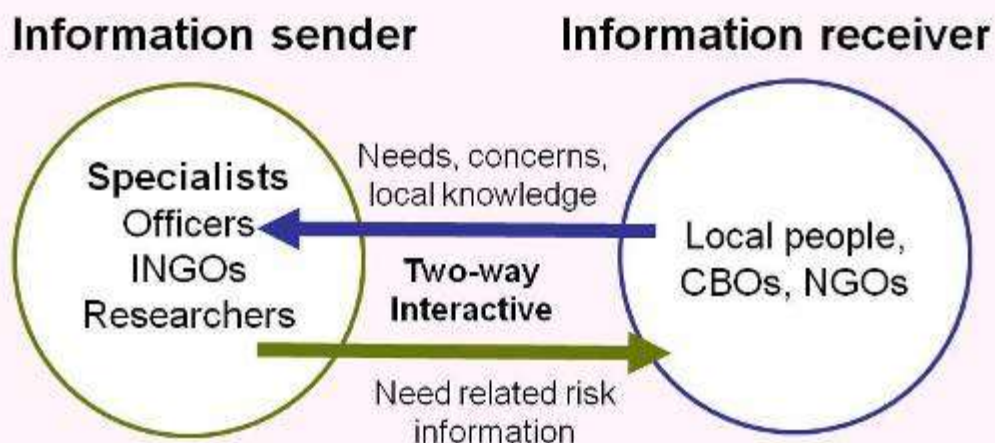 Information sender
Information receiver
Specialists
Officers
INGOs
Researchers
Needs, concerns,
local knowledge
Two-way
Interactive
Need related risk
information
Local people,
CBOs, NGOs